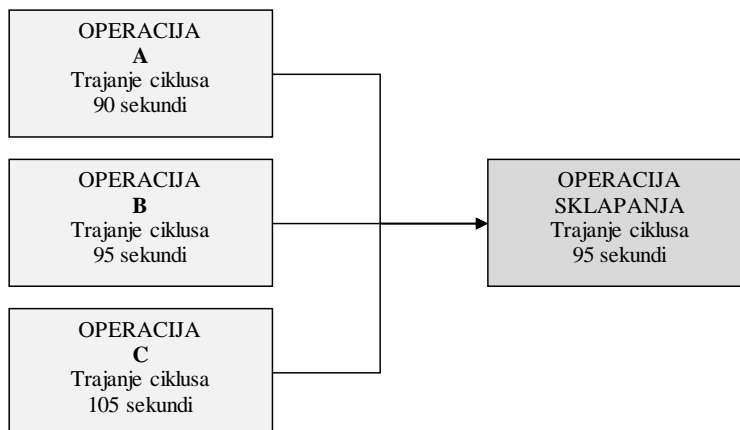 OPERACIJA
A
Trajanje ciklusa
90 sekundi
OPERACIJA
B
Trajanje ciklusa
95 sekundi
OPERACIJA
C
Trajanje ciklusa
105 sekundi
OPERACIJA
SKLAPANJA
Trajanje ciklusa
95 sekundi